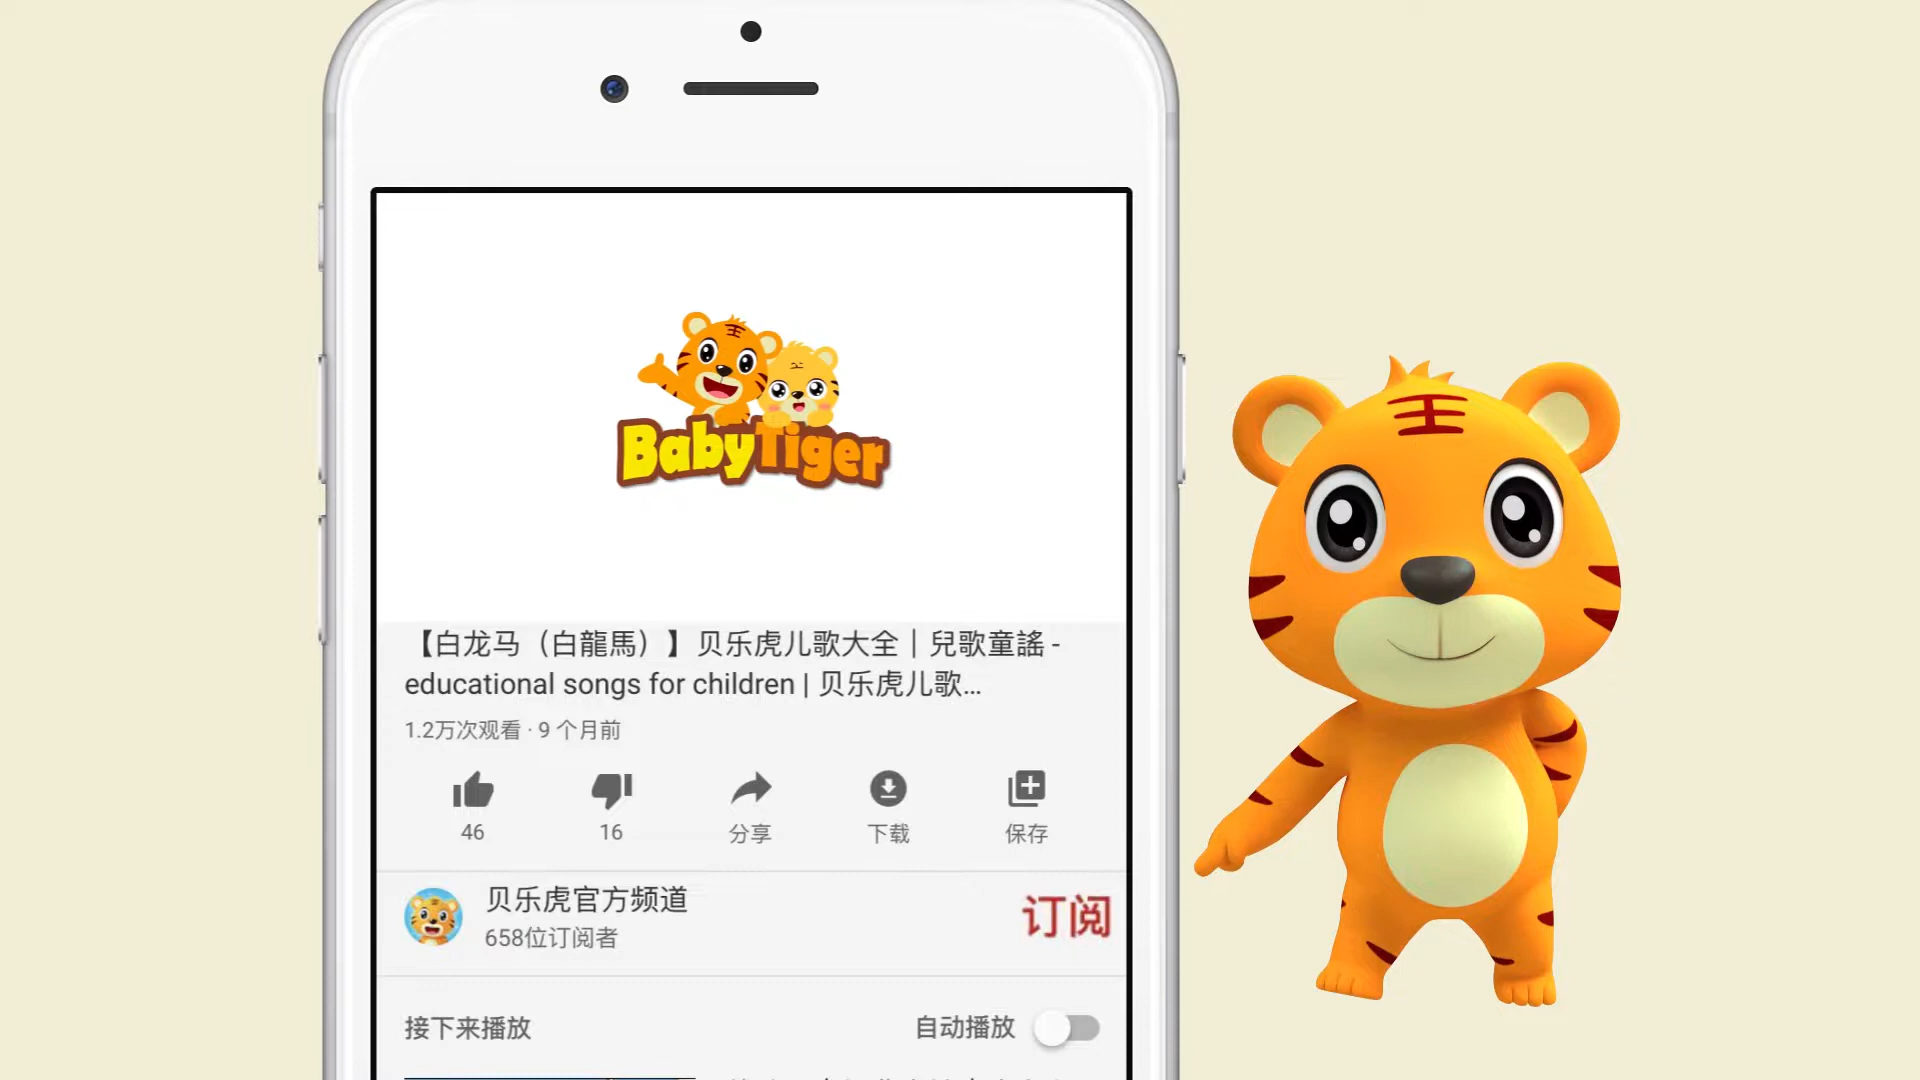 BabyTiger
【白龙马（白龍馬）】贝乐虎儿歌大全｜兒歌童謠 -
educational songs for children | 贝乐虎儿歌...
1.2万次观看 · 9 个月前
46
16
分享
下载
保存
贝乐虎官方频道
658位订阅者
订阅
接下来播放
自动播放